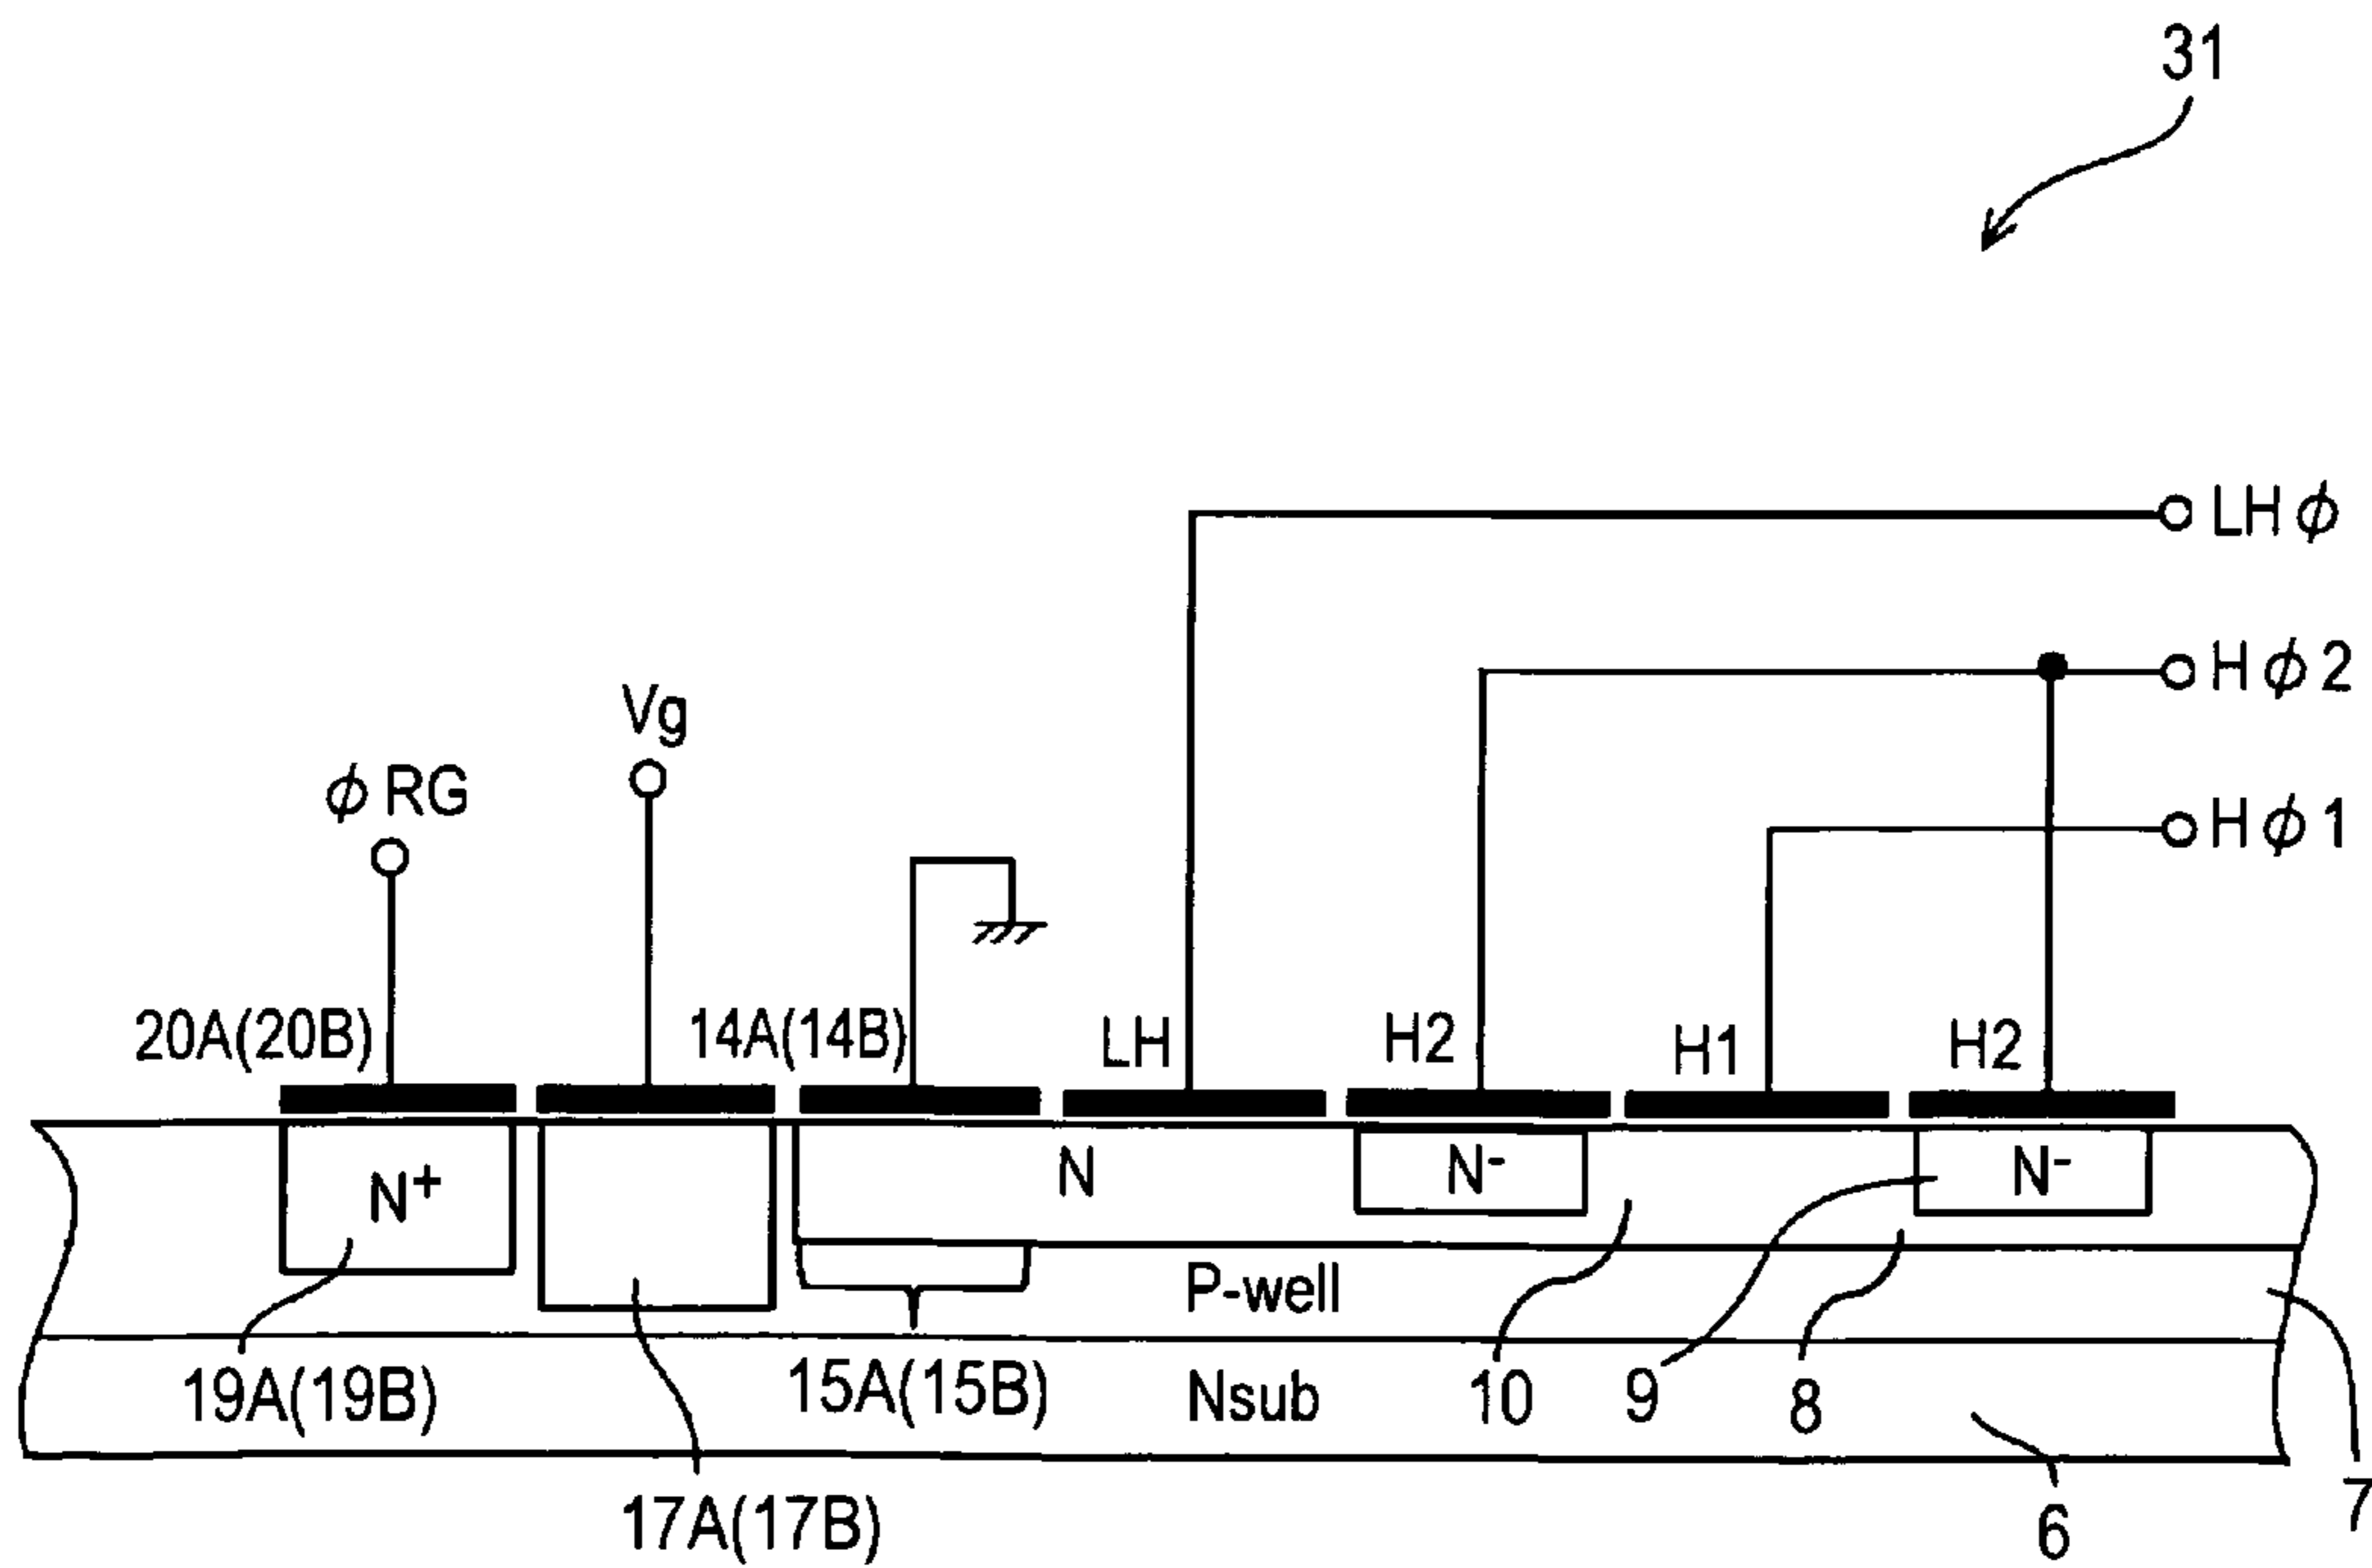 31
LHϕ
Hϕ2
Vg
ϕRG
Hϕ1
20A(20B)
14A(14B)
LH
H2
H1
H2
N+
N
N-
N-
P-well
19A(19B)
15A(15B)
Nsub
10
9
8
17A(17B)
6
7